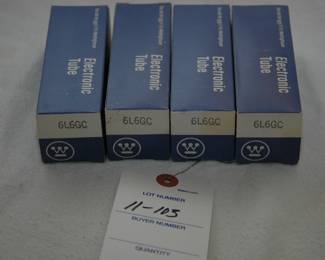 Electronic
Tube
Electronic
Tube
Electronic
Tube
Electronic
Tube
6L6GC
6L6GC
6L6GC
6L6GC
LOT NUMBER
11-105
BUYER NUMBER
QUANTITY